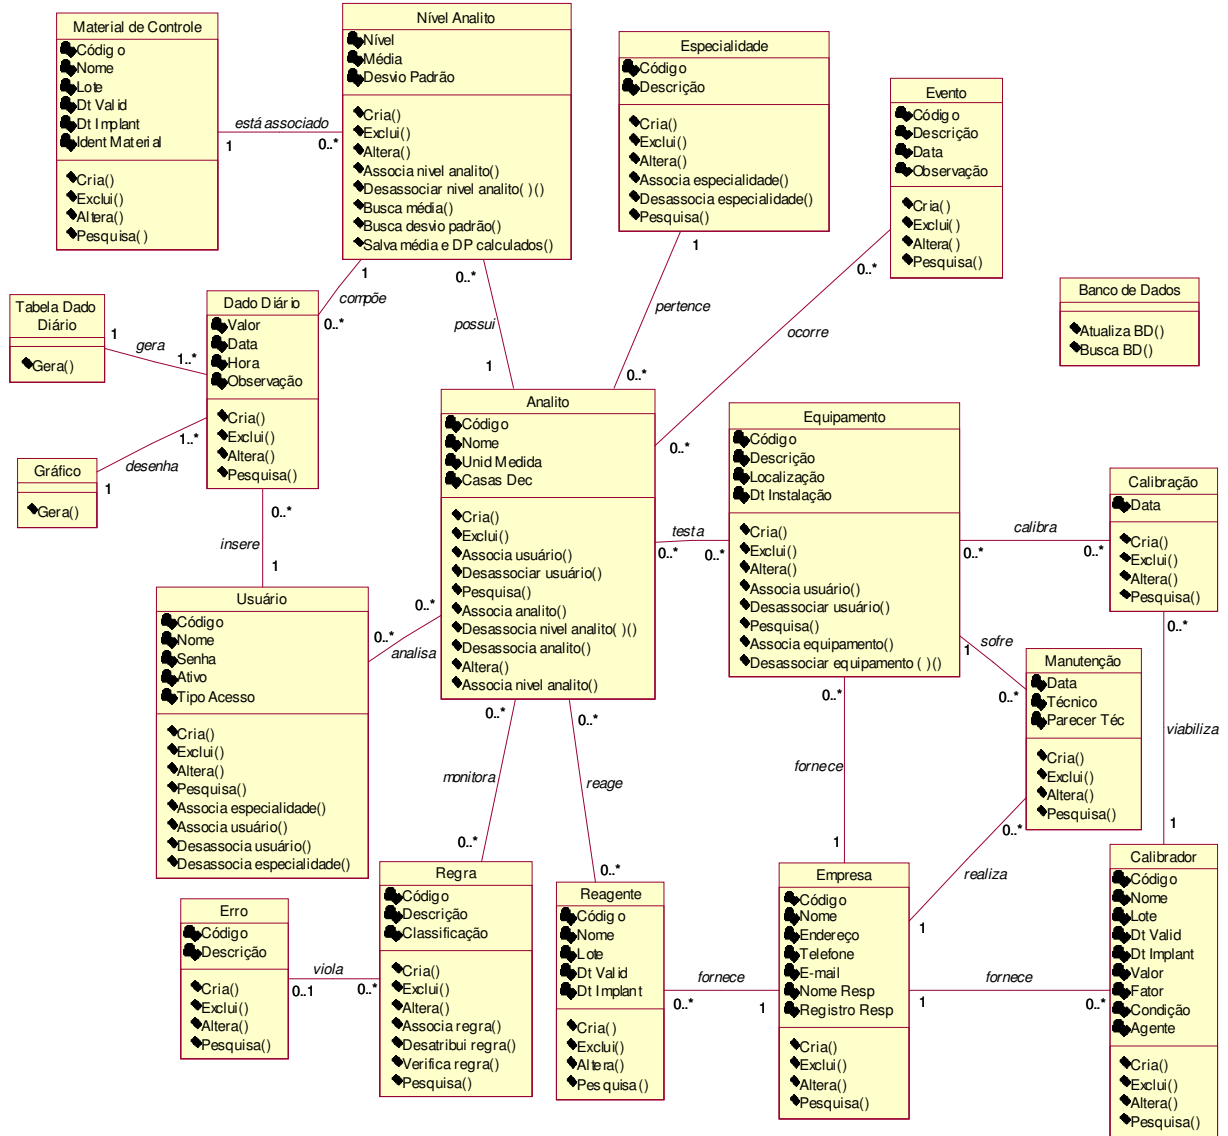 Material de Controle
Código
Nome
Lote
Dt Valid
Dt Implant
Ident Material
Cria()
Exclui()
Altera()
Pesquisa()
está associado
1
0..*
Nível Analito
Nível
Média
Desvio Padrão
Cria()
Exclui()
Altera()
Associa nivel analito()
Desassociar nivel analito( )()
Busca média()
Busca desvio padrão()
Salva média e DP calculados()
Especialidade
Código
Descrição
Cria()
Exclui()
Altera()
Associa especialidade()
Desassocia especialidade()
Pesquisa()
Evento
Código
Descrição
Data
Observação
Cria()
Exclui()
Altera()
Pesquisa()
Banco de Dados
Atualiza BD()
Busca BD()
1
compõe
0..*
0..*
possui
1
1
pertence
0..*
0..*
ocorre
0..*
Tabela Dado
Diário
Gera()
1
gera
1..*
Dado Diário
Valor
Data
Hora
Observação
Cria()
Exclui()
Altera()
Pesquisa()
Gráfico
Gera()
1..*
desenha
1
0..*
insere
1
Analito
Código
Nome
Unid Medida
Casas Dec
Cria()
Exclui()
Associa usuário()
Desassociar usuário()
Pesquisa()
Associa analito()
Desassocia nivel analito( )()
Desassocia analito()
Altera()
Associa nivel analito()
testa
0..*
0..*
Equipamento
Código
Descrição
Localização
Dt Instalação
Cria()
Exclui()
Altera()
Associa usuário()
Desassociar usuário()
Pesquisa()
Associa equipamento()
Desassociar equipamento ( )()
calibra
0..*
0..*
Calibração
Data
Cria()
Exclui()
Altera()
Pesquisa()
Usuário
Código
Nome
Senha
Ativo
Tipo Acesso
Cria()
Exclui()
Altera()
Pesquisa()
Associa especialidade()
Associa usuário()
Desassocia usuário()
Desassocia especialidade()
0..*
0..*
analisa
sofre
1
0..*
Manutenção
Data
Técnico
Parecer Téc
Cria()
Exclui()
Altera()
Pesquisa()
0..*
viabiliza
1
0..*
monitora
0..*
0..*
reage
0..*
0..*
fornece
1
0..*
realiza
1
Erro
Código
Descrição
Cria()
Exclui()
Altera()
Pesquisa()
viola
0..1
0..*
Regra
Código
Descrição
Classificação
Cria()
Exclui()
Altera()
Associa regra()
Desatribui regra()
Verifica regra()
Pesquisa()
Reagente
Código
Nome
Lote
Dt Valid
Dt Implant
Cria()
Exclui()
Altera()
Pesquisa()
fornece
0..*
1
Empresa
Código
Nome
Endereço
Telefone
E-mail
Nome Resp
Registro Resp
Cria()
Exclui()
Altera()
Pesquisa()
fornece
1
0..*
Calibrador
Código
Nome
Lote
Dt Valid
Dt Implant
Valor
Fator
Condição
Agente
Cria()
Exclui()
Altera()
Pesquisa()